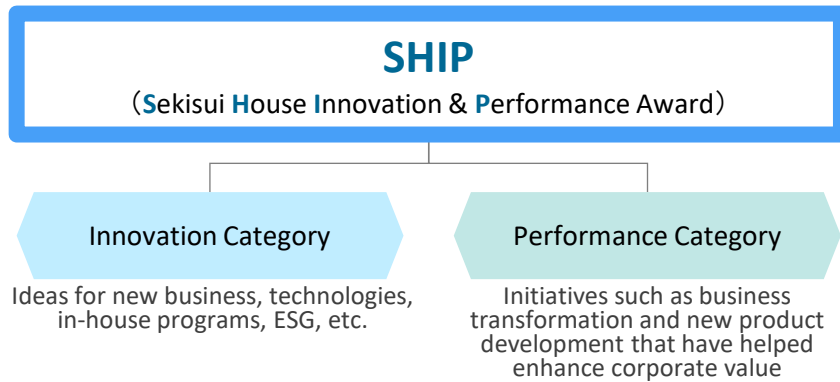 SHIP
（Sekisui House Innovation & Performance Award）
Innovation Category
Ideas for new business, technologies,
in-house programs, ESG, etc.
Performance Category
Initiatives such as business
transformation and new product
development that have helped
enhance corporate value